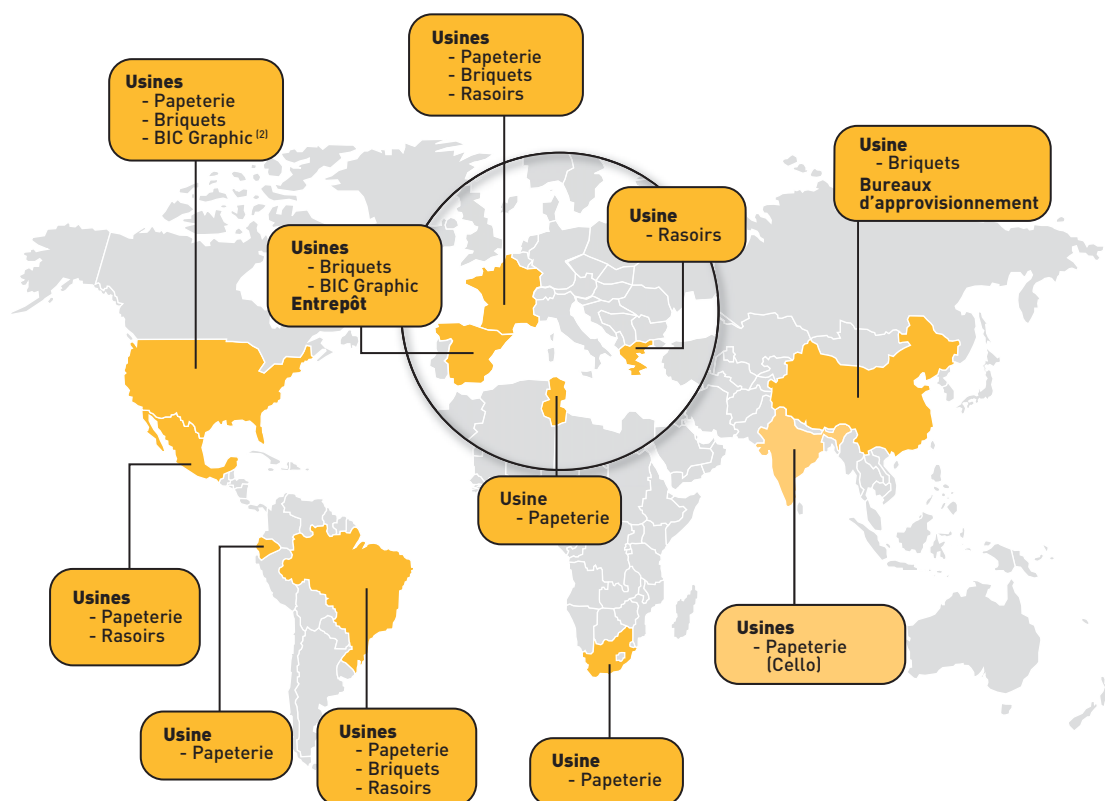 Usines
- Papeterie
- Briquets
- Rasoirs
Usines
- Papeterie
- Briquets
- BIC Graphic (2)
Usine
- Briquets
Bureaux
d’approvisionnement
Usine
- Rasoirs
Usines
- Briquets
- BIC Graphic
Entrepôt
Usine
- Papeterie
Usines
- Papeterie
- Rasoirs
Usines
- Papeterie
(Cello)
Usine
- Papeterie
Usines
- Papeterie
- Briquets
- Rasoirs
Usine
- Papeterie